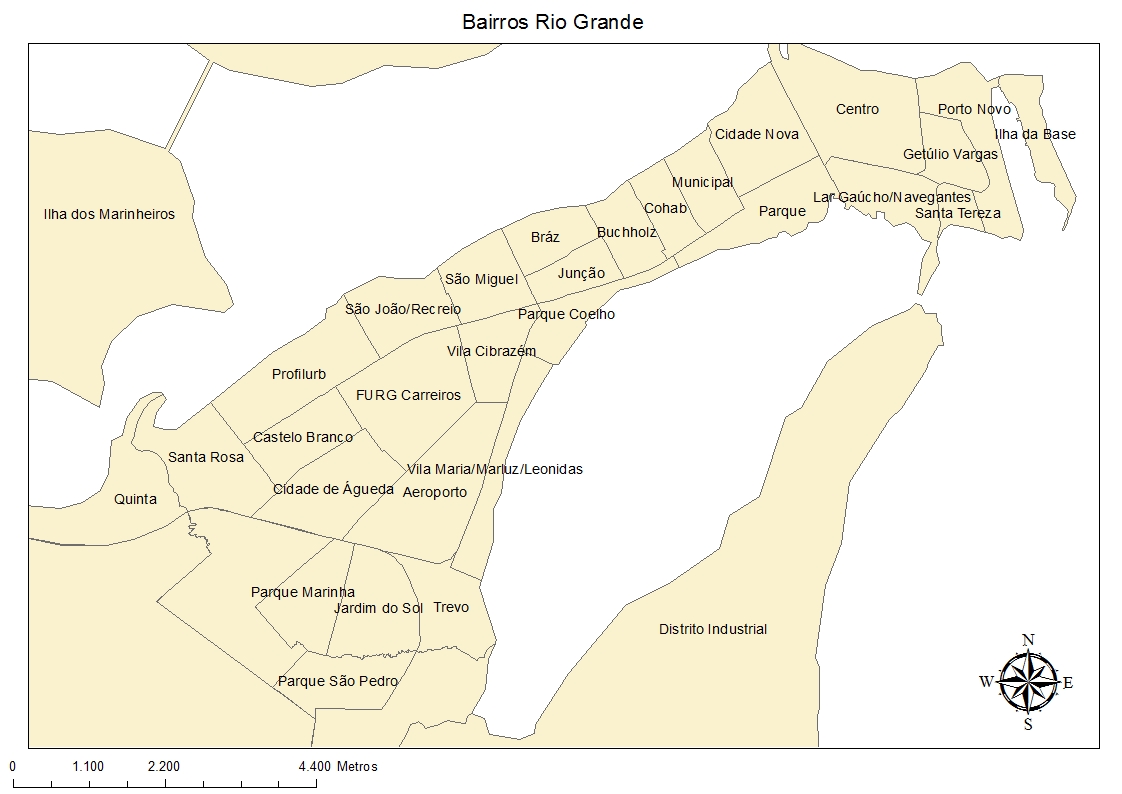 Bairros Rio Grande
Centro
Porto Novo
Cidade Nova
Ilha da Base
Getúlio Vargas
Municipal
Lar Gaúcho/Navegantes
Cohab
Parque
Santa Tereza
Ilha dos Marinheiros
Buchholz
Bráz
Junção
São Miguel
São João/Recreio
Parque Coelho
Vila Cibrazém
Profilurb
FURG Carreiros
Castelo Branco
Santa Rosa
Vila Maria/Marluz/Leonidas
Cidade de Águeda
Aeroporto
Quinta
Parque Marinha
Jardim do Sol
Trevo
Distrito Industrial
Parque São Pedro
N
W
E
S
0 1.100 2.200 4.400 Metros